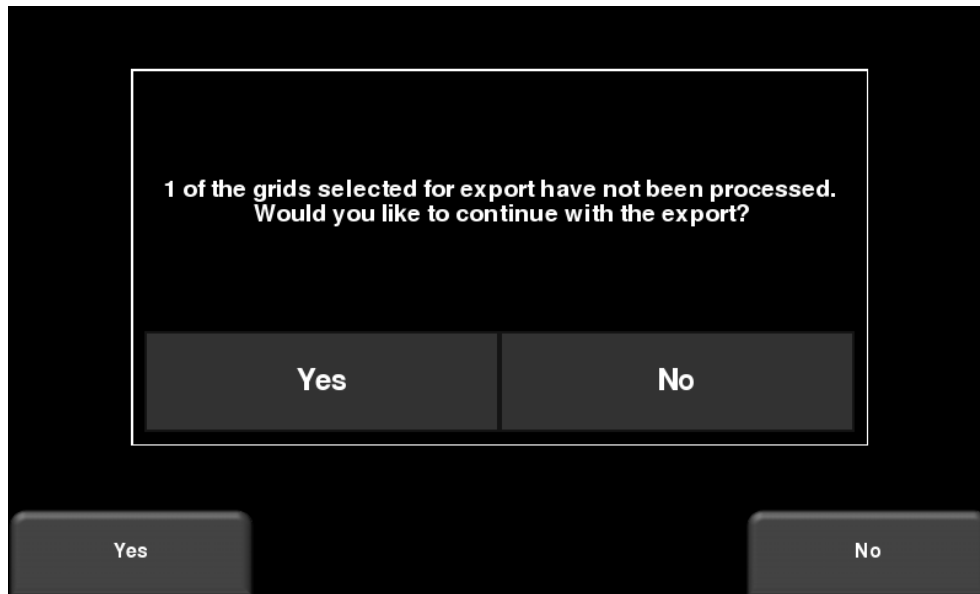 1 of the grids selected for export have not been processed.
Would you like to continue with the export?
Yes
No
Yes
No